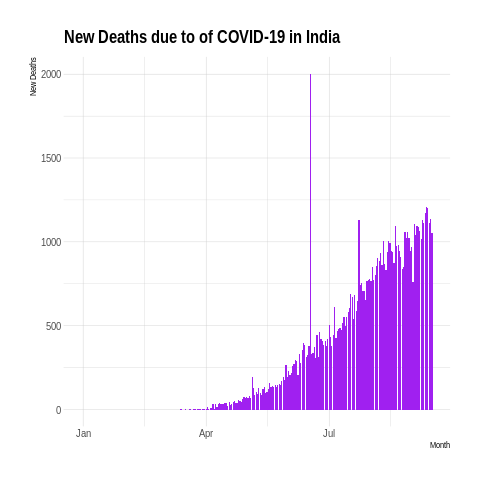 New Deaths due to of COVID-19 in India
New Deaths
2000
1500
1000
500
0
Jan Apr Jul
Month